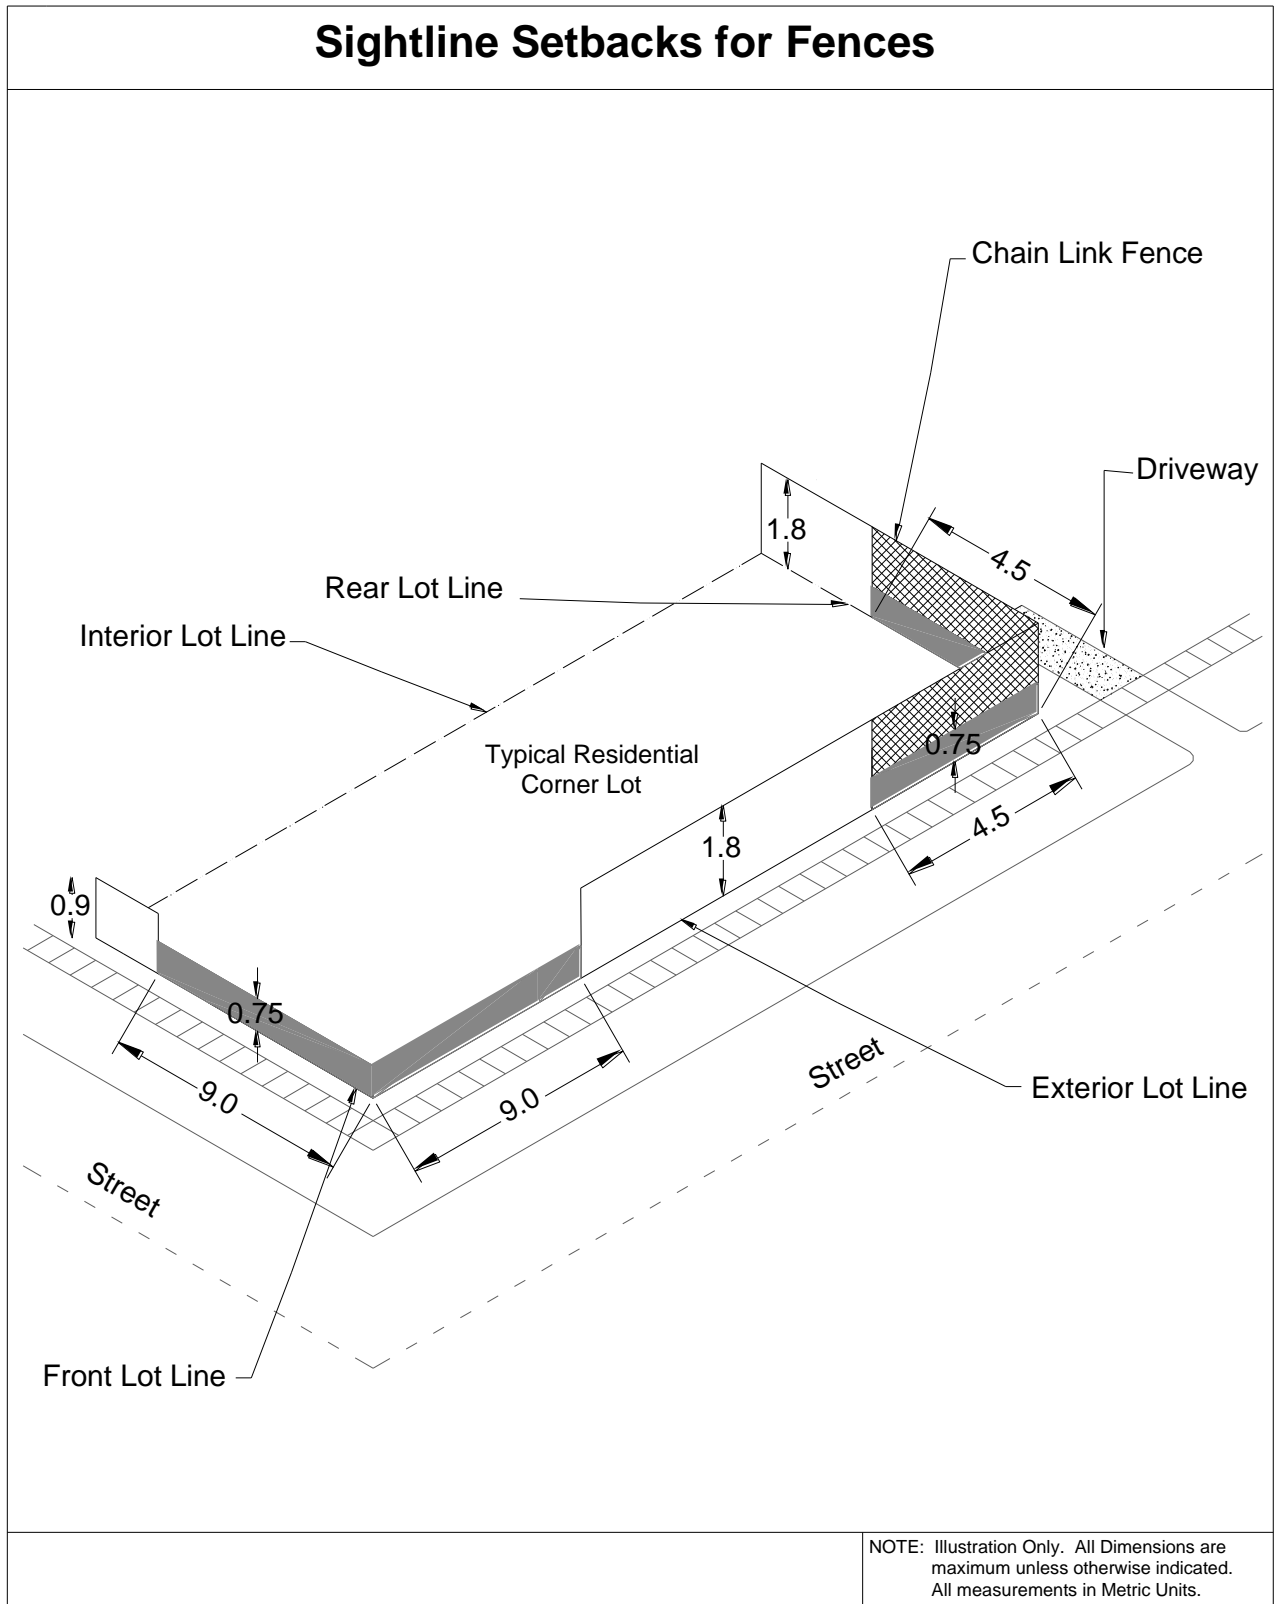 Sightline Setbacks for Fences
Chain Link Fence
Driveway
1.8
4.5
Rear Lot Line
Interior Lot Line
Typical Residential
Corner Lot
0.75
4.5
1.8
0.9
0.75
9.0
9.0
Street
Exterior Lot Line
Street
Front Lot Line
NOTE: Illustration Only. All Dimensions are
maximum unless otherwise indicated.
All measurements in Metric Units.